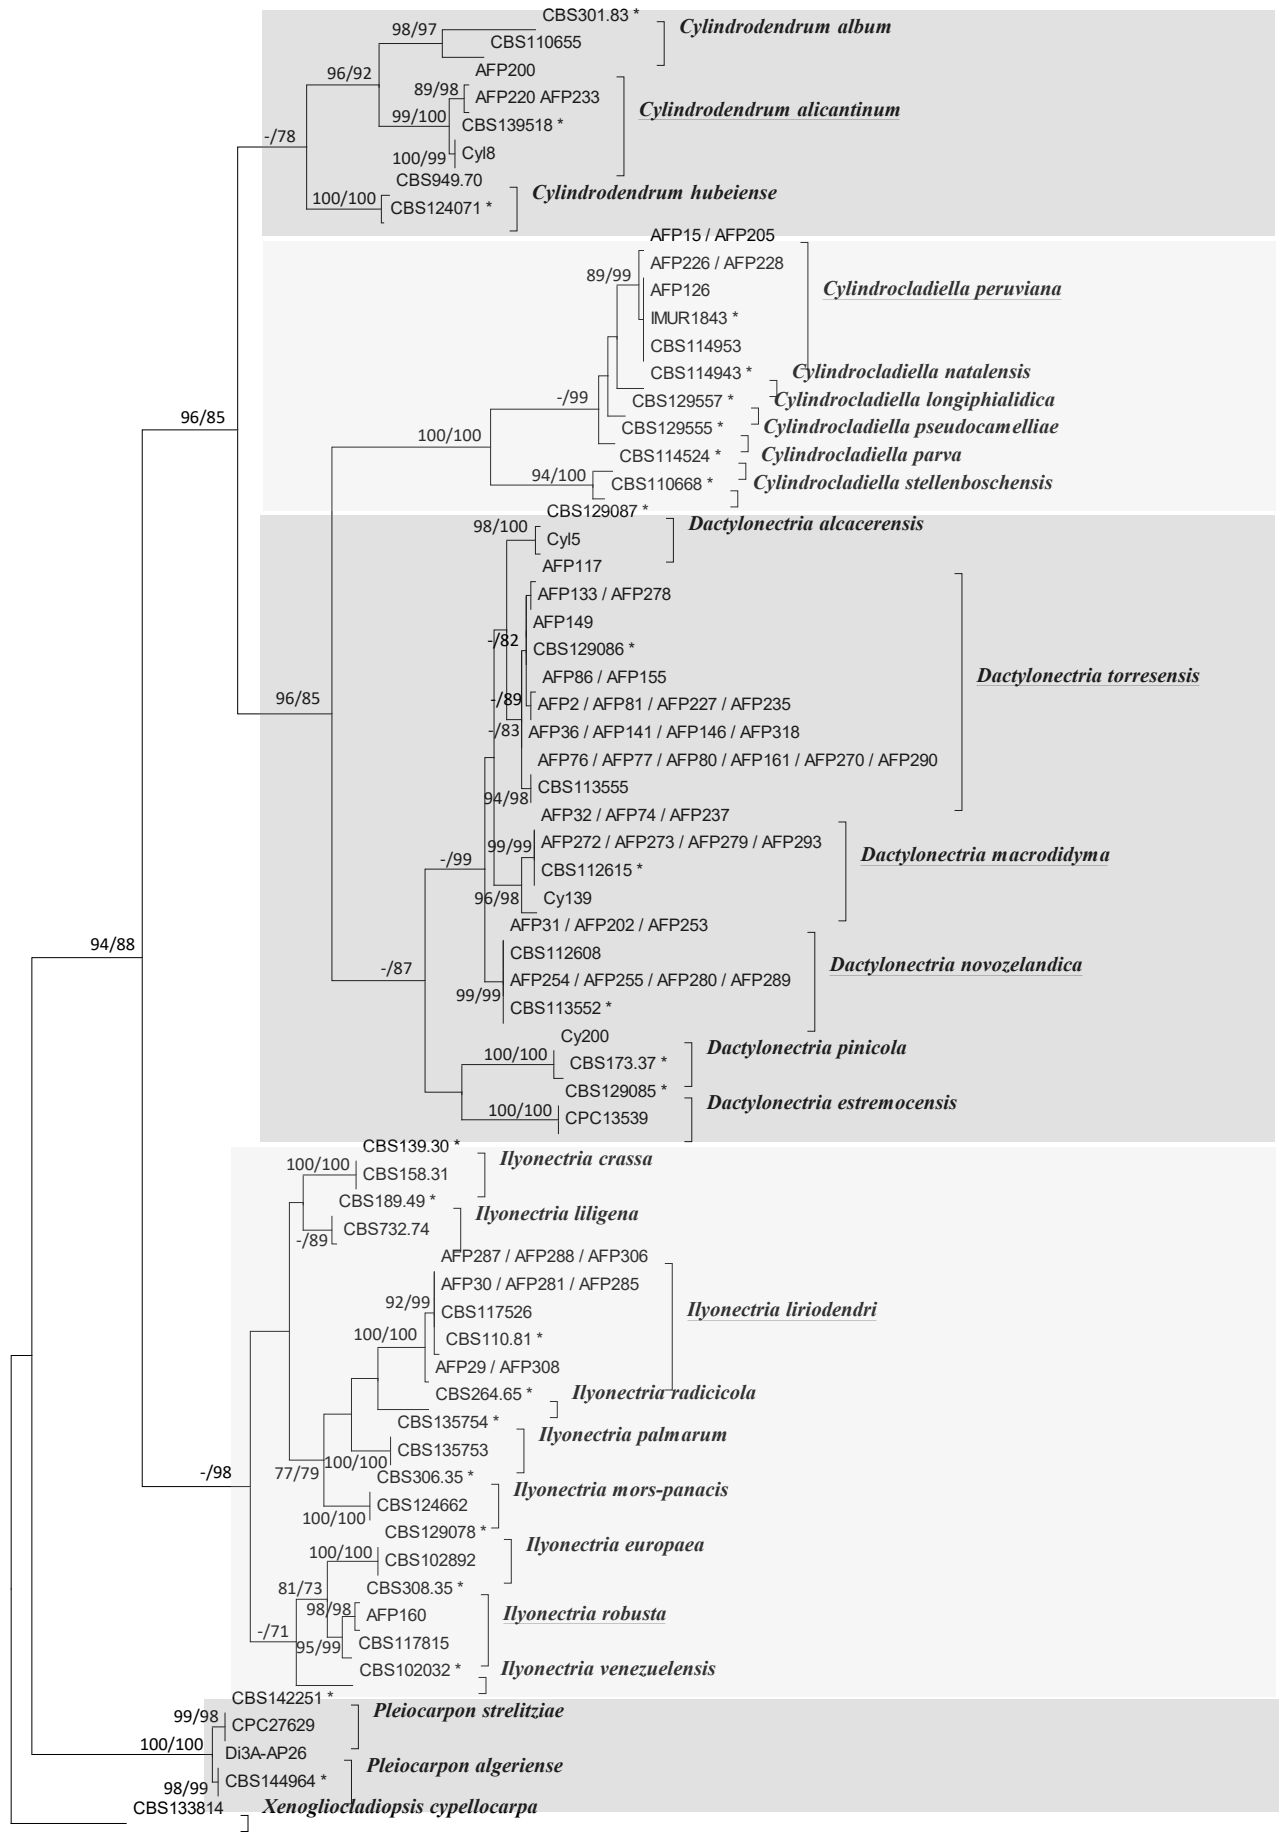 CBS301.83 *
98/97
Cylindrodendrum album
CBS110655
96/92
AFP200
89/98
AFP220 AFP233
Cylindrodendrum alicantinum
99/100
CBS139518 *
-/78
100/99
Cyl8
CBS949.70
100/100
CBS124071 *
Cylindrodendrum hubeiense
AFP15 / AFP205
AFP226 / AFP228
89/99
AFP126
Cylindrocladiella peruviana
IMUR1843 *
CBS114953
CBS114943 *
Cylindrocladiella natalensis
-/99
CBS129557 *
Cylindrocladiella longiphialidica
96/85
CBS129555 *
Cylindrocladiella pseudocamelliae
100/100
CBS114524 *
Cylindrocladiella parva
94/100
CBS110668 *
Cylindrocladiella stellenboschensis
CBS129087 *
98/100
Dactylonectria alcacerensis
Cyl5
AFP117
AFP133 / AFP278
AFP149
-/82
CBS129086 *
AFP86 / AFP155
Dactylonectria torresensis
96/85
-/89
AFP2 / AFP81 / AFP227 / AFP235
-/83
AFP36 / AFP141 / AFP146 / AFP318
AFP76 / AFP77 / AFP80 / AFP161 / AFP270 / AFP290
CBS113555
94/98
AFP32 / AFP74 / AFP237
99/99
AFP272 / AFP273 / AFP279 / AFP293
Dactylonectria macrodidyma
-/99
CBS112615 *
96/98
Cy139
AFP31 / AFP202 / AFP253
94/88
CBS112608
Dactylonectria novozelandica
-/87
AFP254 / AFP255 / AFP280 / AFP289
99/99
CBS113552 *
Cy200
100/100
CBS173.37 *
Dactylonectria pinicola
CBS129085 *
100/100
CPC13539
Dactylonectria estremocensis
CBS139.30 *
100/100
CBS158.31
Ilyonectria crassa
CBS189.49 *
-/89
CBS732.74
Ilyonectria liligena
AFP287 / AFP288 / AFP306
AFP30 / AFP281 / AFP285
92/99
CBS117526
Ilyonectria liriodendri
100/100
CBS110.81 *
AFP29 / AFP308
CBS264.65 *
Ilyonectria radicicola
CBS135754 *
CBS135753
Ilyonectria palmarum
100/100
-/98
77/79
CBS306.35 *
CBS124662
Ilyonectria mors-panacis
100/100
CBS129078 *
100/100
CBS102892
Ilyonectria europaea
81/73
CBS308.35 *
98/98
AFP160
Ilyonectria robusta
-/71
95/99
CBS117815
CBS102032 *
Ilyonectria venezuelensis
CBS142251 *
99/98
CPC27629
Pleiocarpon strelitziae
100/100
Di3A-AP26
98/99
CBS144964 *
Pleiocarpon algeriense
CBS133814
Xenogliocladiopsis cypellocarpa